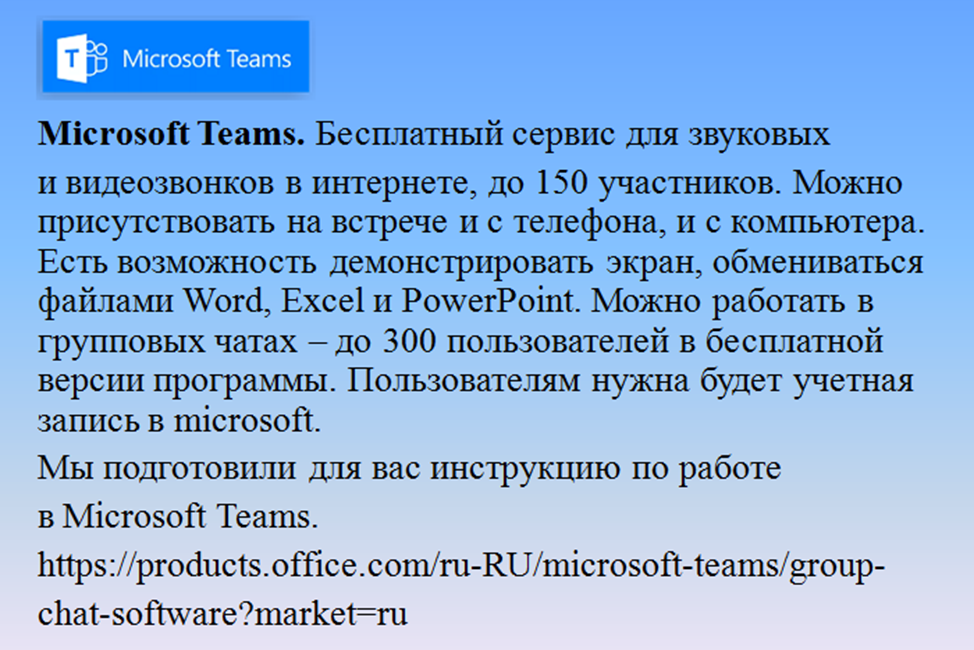 Microsoft Teams
Microsoft Teams. Бесплатный сервис для звуковых
и видеозвонков в интернете, до 150 участников. Можно
присутствовать на встрече и с телефона, и с компьютера.
Есть возможность демонстрировать экран, обмениваться
файлами Word, Excel и PowerPoint. Можно работать в
групповых чатах – до 300 пользователей в бесплатной
версии программы. Пользователям нужна будет учетная
запись в microsoft.
Мы подготовили для вас инструкцию по работе
в Microsoft Teams.
https://products.office.com/ru-RU/microsoft-teams/group-
chat-software?market=ru